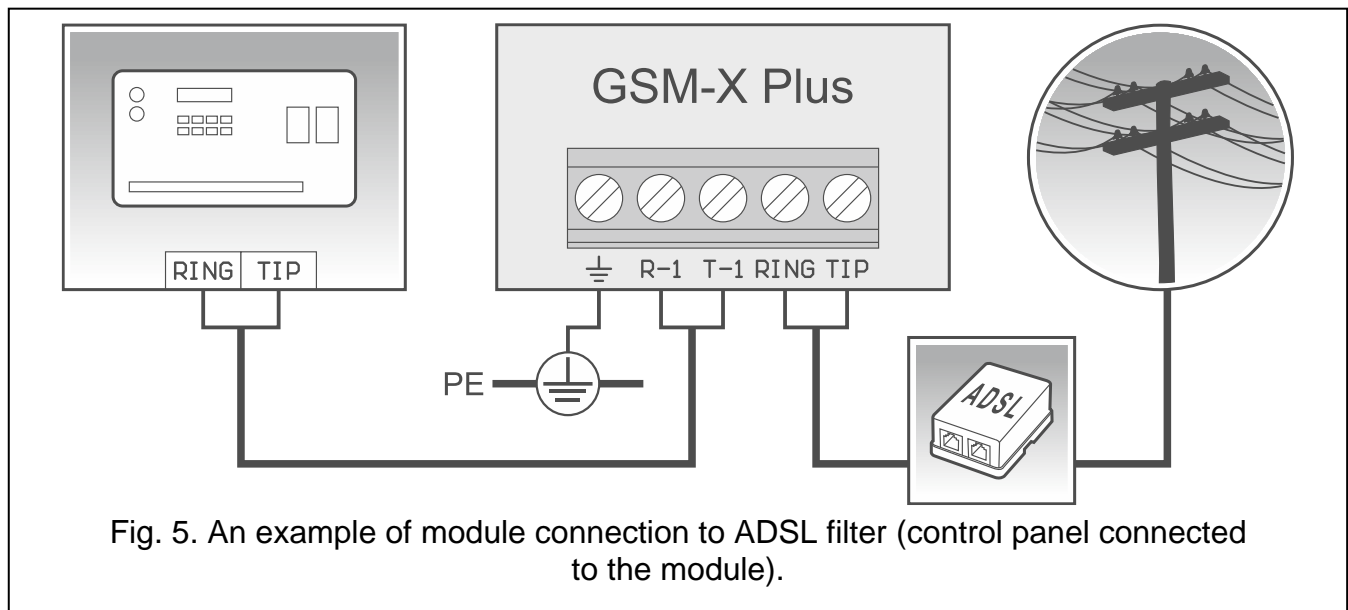 GSM-X Plus
RING TIP
R-1 T-1 RING TIP
PE
ADSL
Fig. 5. An example of module connection to ADSL filter (control panel connected
to the module).